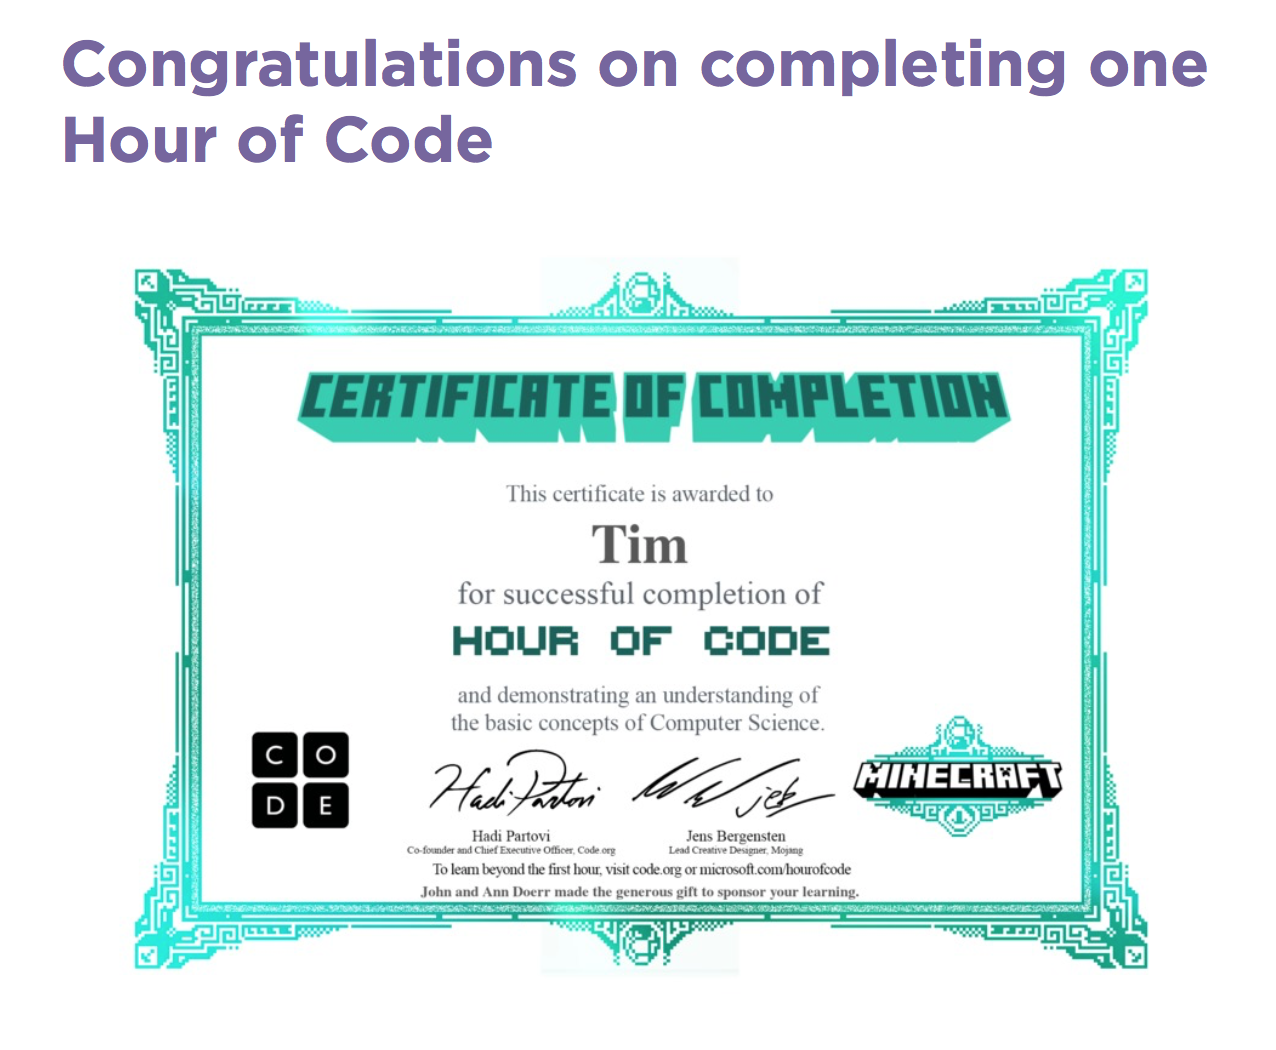 Congratulations on completing one
Hour of Code
CERTIFICATE OF COMPLETION
This certificate is awarded to
Tim
for successful completion of
HOUR OF CODE
and demonstrating an understanding of
the basic concepts of Computer Science.
C O
D E
Hadi Partovi
jeb
MINECRAFT
Hadi Partovi
Co-founder and Chief Executive Officer, Code.org
Jens Bergensten
Lead Creative Designer, Mojang
To learn beyond the first hour, visit code.org or microsoft.com/hourofcode
John and Ann Doerr made the generous gift to sponsor your learning.